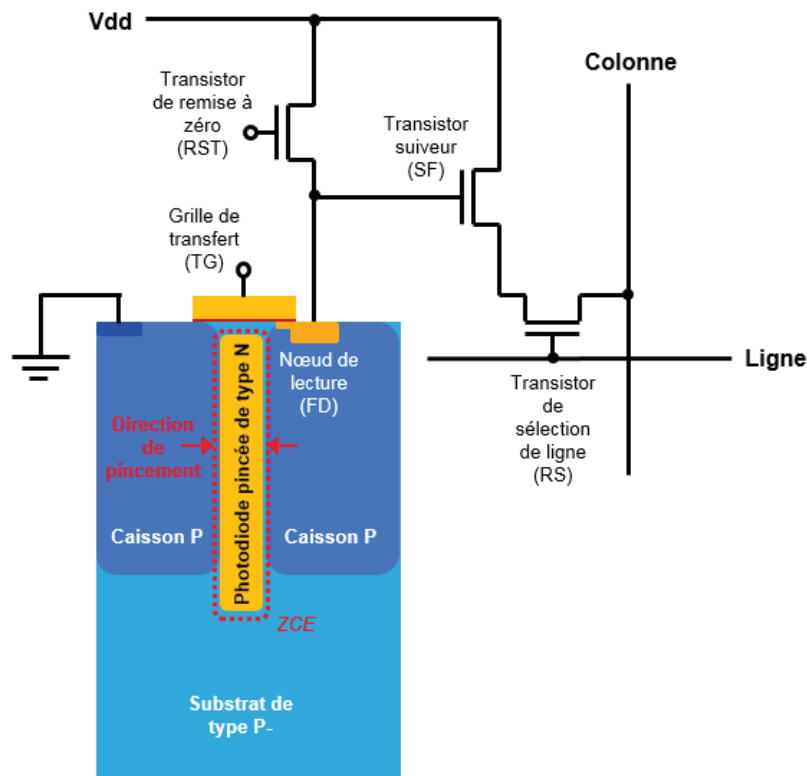 Vdd
Colonne
Transistor
de remise à
zéro
(RST)
Transistor
suiveur
(SF)
Grille de
transfert
(TG)
Nœud de
lecture
(FD)
Ligne
Transistor
de
sélection
de ligne
(RS)
Direction
de
pincement
Photodiode pincée de type N
Caisson P
Caisson P
ZCE
Substrat de
type P-